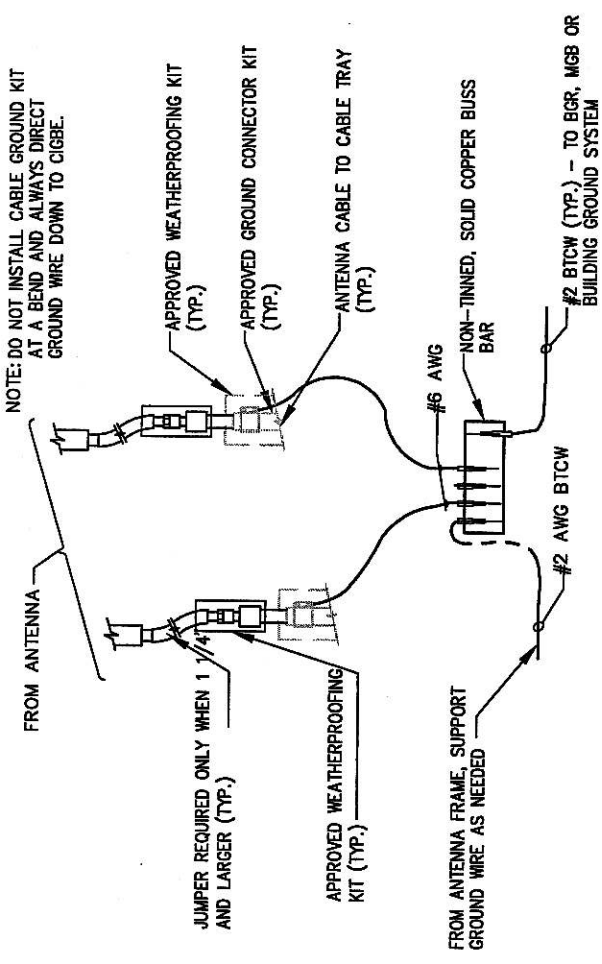 NOTE: DO NOT INSTALL CABLE GROUND KIT
AT A BEND AND ALWAYS DIRECT
GROUND WIRE DOWN TO CIGBE.
FROM ANTENNA
APPROVED WEATHERPROOFING KIT
(TYP.)
APPROVED GROUND CONNECTOR KIT
(TYP.)
ANTENNA CABLE TO CABLE TRAY
(TYP.)
JUMPER REQUIRED ONLY WHEN 1 1/4"
AND LARGER (TYP.)
APPROVED WEATHERPROOFING
KIT (TYP.)
#6 AWG
NON-TINNED, SOLID COPPER BUSS
BAR
FROM ANTENNA FRAME, SUPPORT
GROUND WIRE AS NEEDED
#2 AWG BTCW
#2 BTCW (TYP.) - TO BGR, MGB OR
BUILDING GROUND SYSTEM